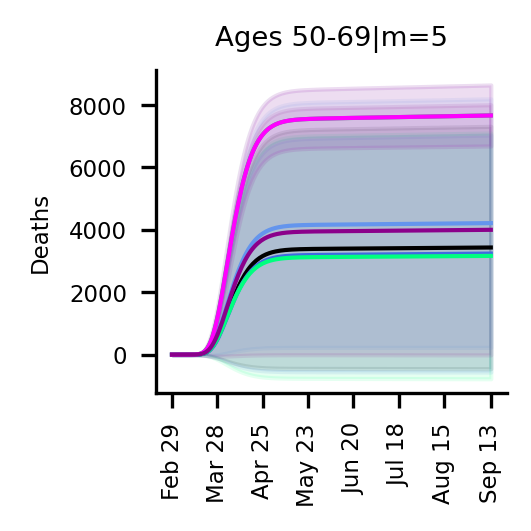 Ages 50-69|m=5
Deaths
8000
6000
4000
2000
0
Feb 29
Mar 28
Apr 25
May 23
Jun 20
Jul 18
Aug 15
Sep 13